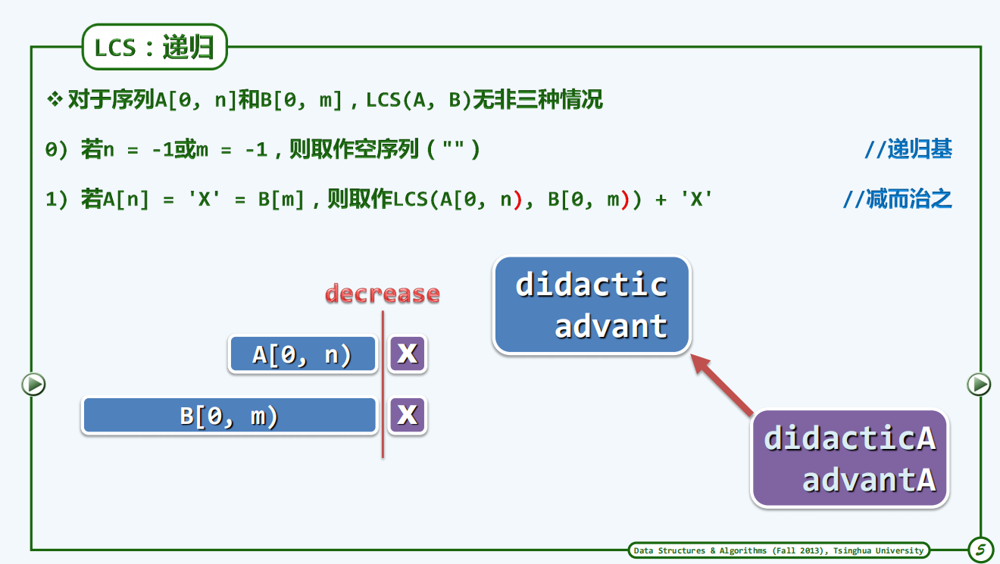 LCS：递归
❖ 对于序列A[0, n]和B[0, m]，LCS(A, B)无非三种情况
0) 若n = -1或m = -1，则取作空序列（""） //递归基
1) 若A[n] = 'X' = B[m]，则取作LCS(A[0, n), B[0, m)) + 'X' //减而治之
decrease
A[0, n) X
B[0, m) X
didactic
advant
didacticA
advantA
Data Structures & Algorithms (Fall 2013), Tsinghua University
5